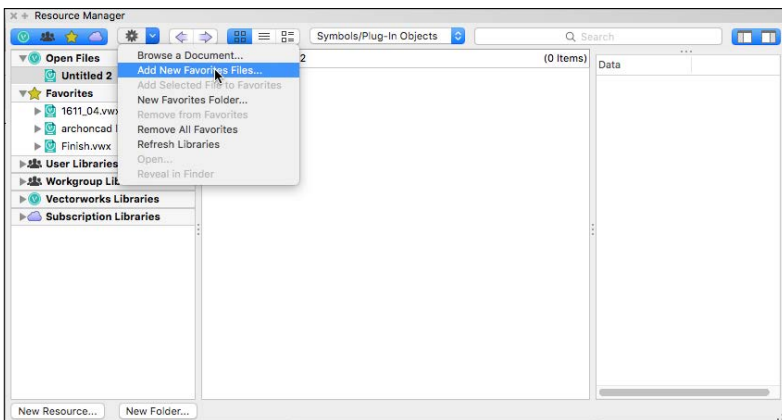 Resource Manager
Symbols/Plug-In Objects
Search
Open Files
Untitled 2
Favorites
1611_04.vwx
archoncad
Finish.vwx
User Libraries
Workgroup
Vectorworks Libraries
Subscription Libraries
Browse a Document...
Add New Favorites Files...
Add Selected File to Favorites
New Favorites Folder...
Remove from Favorites
Remove All Favorites
Refresh Libraries
Open...
Reveal in Finder
2
(0 Items)
Data
New Resource...
New Folder...